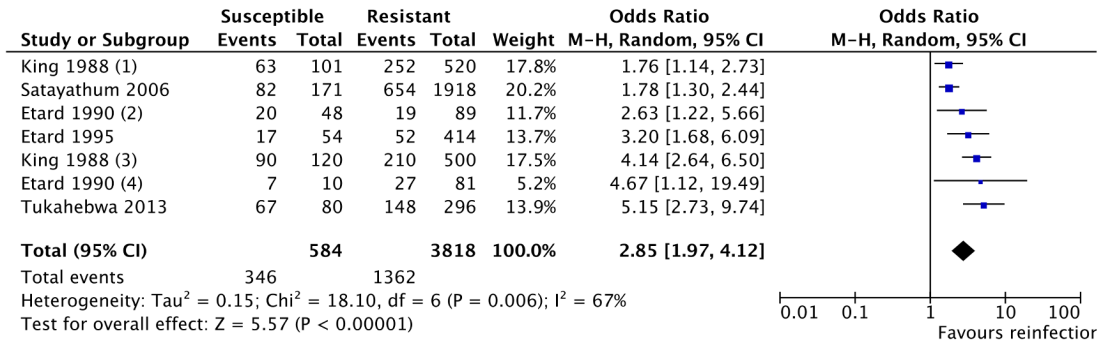 Susceptible Resistant Odds Ratio Odds Ratio
Study or Subgroup Events Total Events Total Weight M-H, Random, 95% CI M-H, Random, 95% CI
King 1988 (1) 63 101 252 520 17.8% 1.76 [1.14, 2.73]
Satayathum 2006 82 171 654 1918 20.2% 1.78 [1.30, 2.44]
Etard 1990 (2) 20 48 19 89 11.7% 2.63 [1.22, 5.66]
Etard 1995 17 54 52 414 13.7% 3.20 [1.68, 6.09]
King 1988 (3) 90 120 210 500 17.5% 4.14 [2.64, 6.50]
Etard 1990 (4) 7 10 27 81 5.2% 4.67 [1.12, 19.49]
Tukahebwa 2013 67 80 148 296 13.9% 5.15 [2.73, 9.74]
Total (95% CI) 584 3818 100.0% 2.85 [1.97, 4.12]
Total events 346 1362
Heterogeneity: Tau² = 0.15; Chi² = 18.10, df = 6 (P = 0.006); I² = 67%
Test for overall effect: Z = 5.57 (P < 0.00001)
0.01 0.1 1 10 100
Favours reinfection